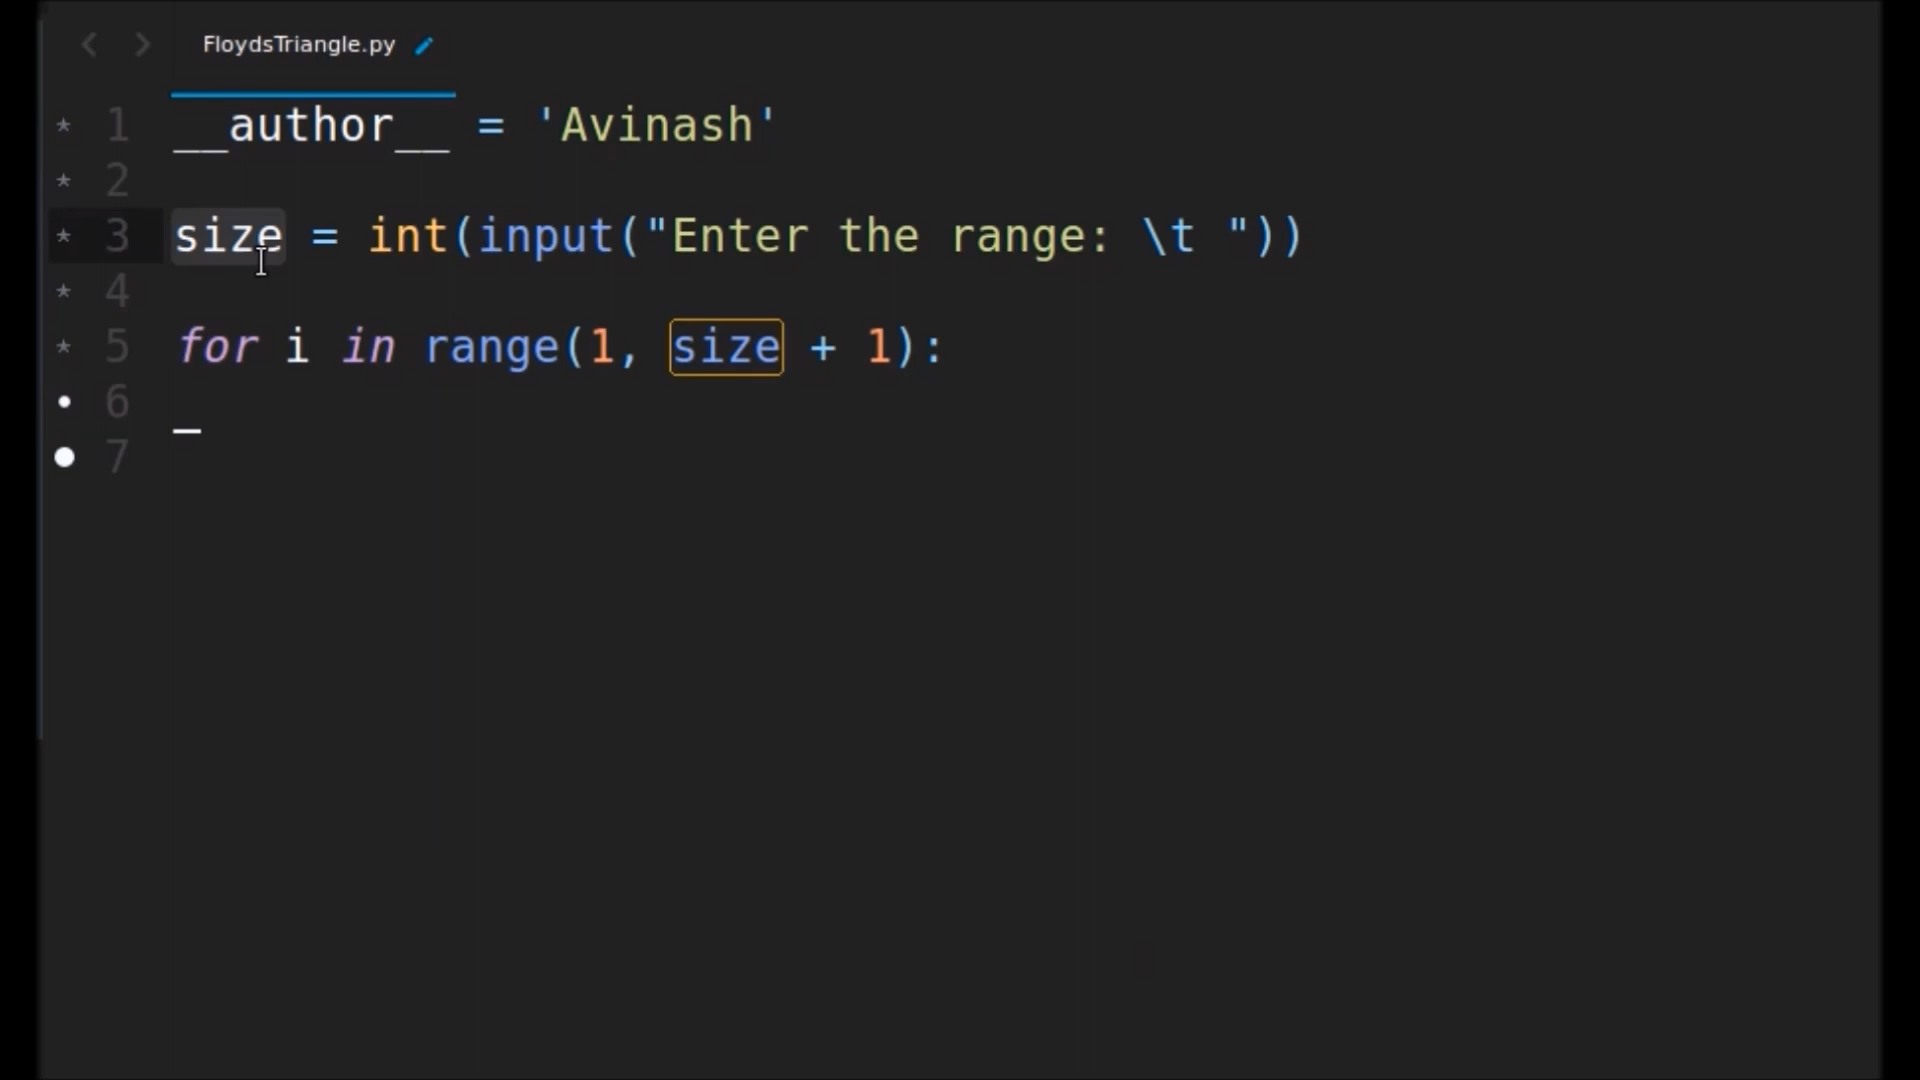 FloydsTriangle.py
* 1 __author__ = 'Avinash'
* 2
* 3 size = int(input("Enter the range: \t "))
* 4
* 5 for i in range(1, size + 1):
• 6 _
● 7